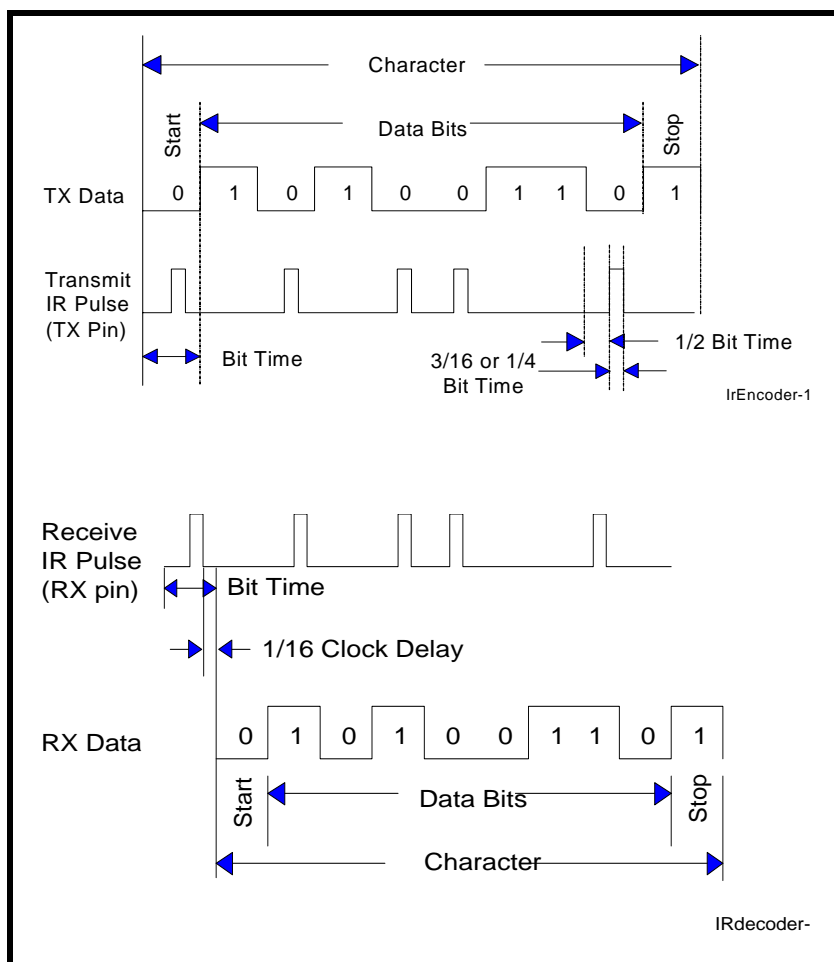 Character
Start
Data Bits
Stop
TX Data
0 1 0 1 0 0 1 1 0 1
Transmit
IR Pulse
(TX Pin)
Bit Time
1/2 Bit Time
3/16 or 1/4
Bit Time
IrEncoder-1
Receive
IR Pulse
(RX pin)
Bit Time
1/16 Clock Delay
RX Data
0 1 0 1 0 0 1 1 0 1
Start
Data Bits
Stop
Character
IRdecoder-